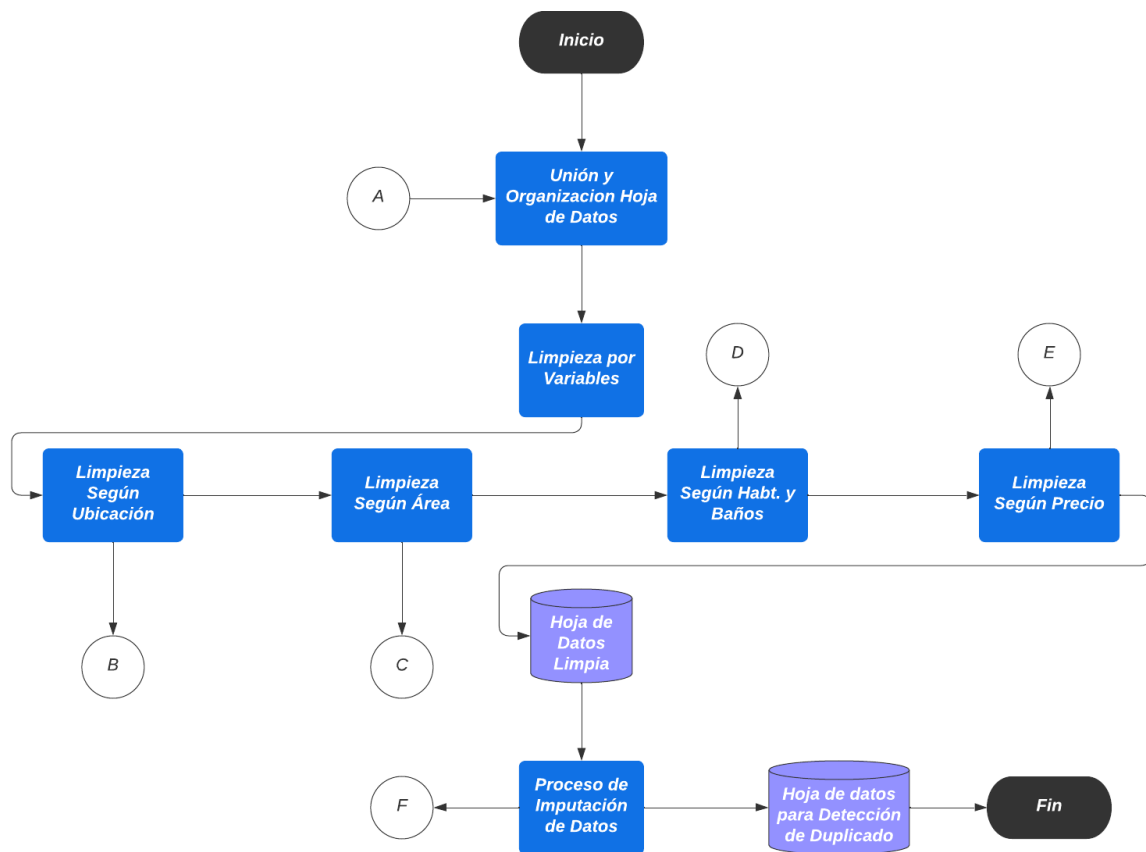 Inicio
A
Unión y
Organizacion Hoja
de Datos
Limpieza por
Variables
D
E
Limpieza
Según
Ubicación
Limpieza
Según Área
Limpieza
Según Habt. y
Baños
Limpieza
Según Precio
B
C
Hoja de
Datos
Limpia
F
Proceso de
Imputación
de Datos
Hoja de datos
para Detección
de Duplicado
Fin